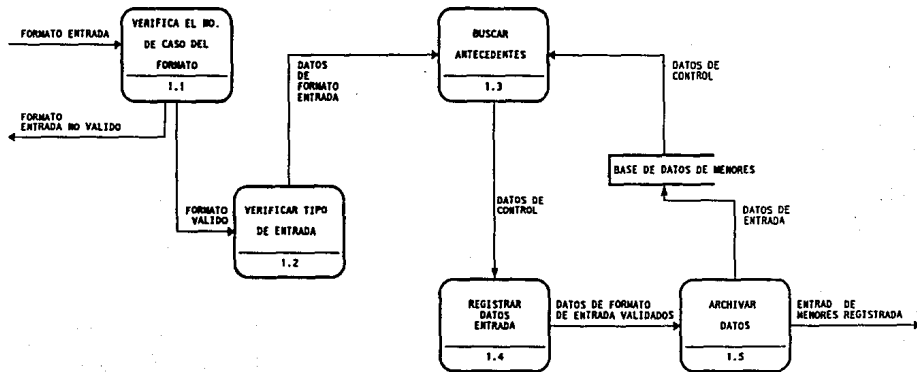 VERIFICA EL NO.
DE CASO DEL
FORMATO
1.1
FORMATO ENTRADA
FORMATO
ENTRADA NO VALIDO
FORMATO
VALIDO
VERIFICAR TIPO
DE ENTRADA
1.2
DATOS
DE
FORMATO
ENTRADA
BUSCAR
ANTECEDENTES
1.3
DATOS DE
CONTROL
BASE DE DATOS DE MENORES
DATOS DE
CONTROL
DATOS DE
ENTRADA
REGISTRAR
DATOS
ENTRADA
1.4
DATOS DE FORMATO
DE ENTRADA VALIDADOS
ARCHIVAR
DATOS
1.5
ENTRAD DE
MENORES REGISTRADA